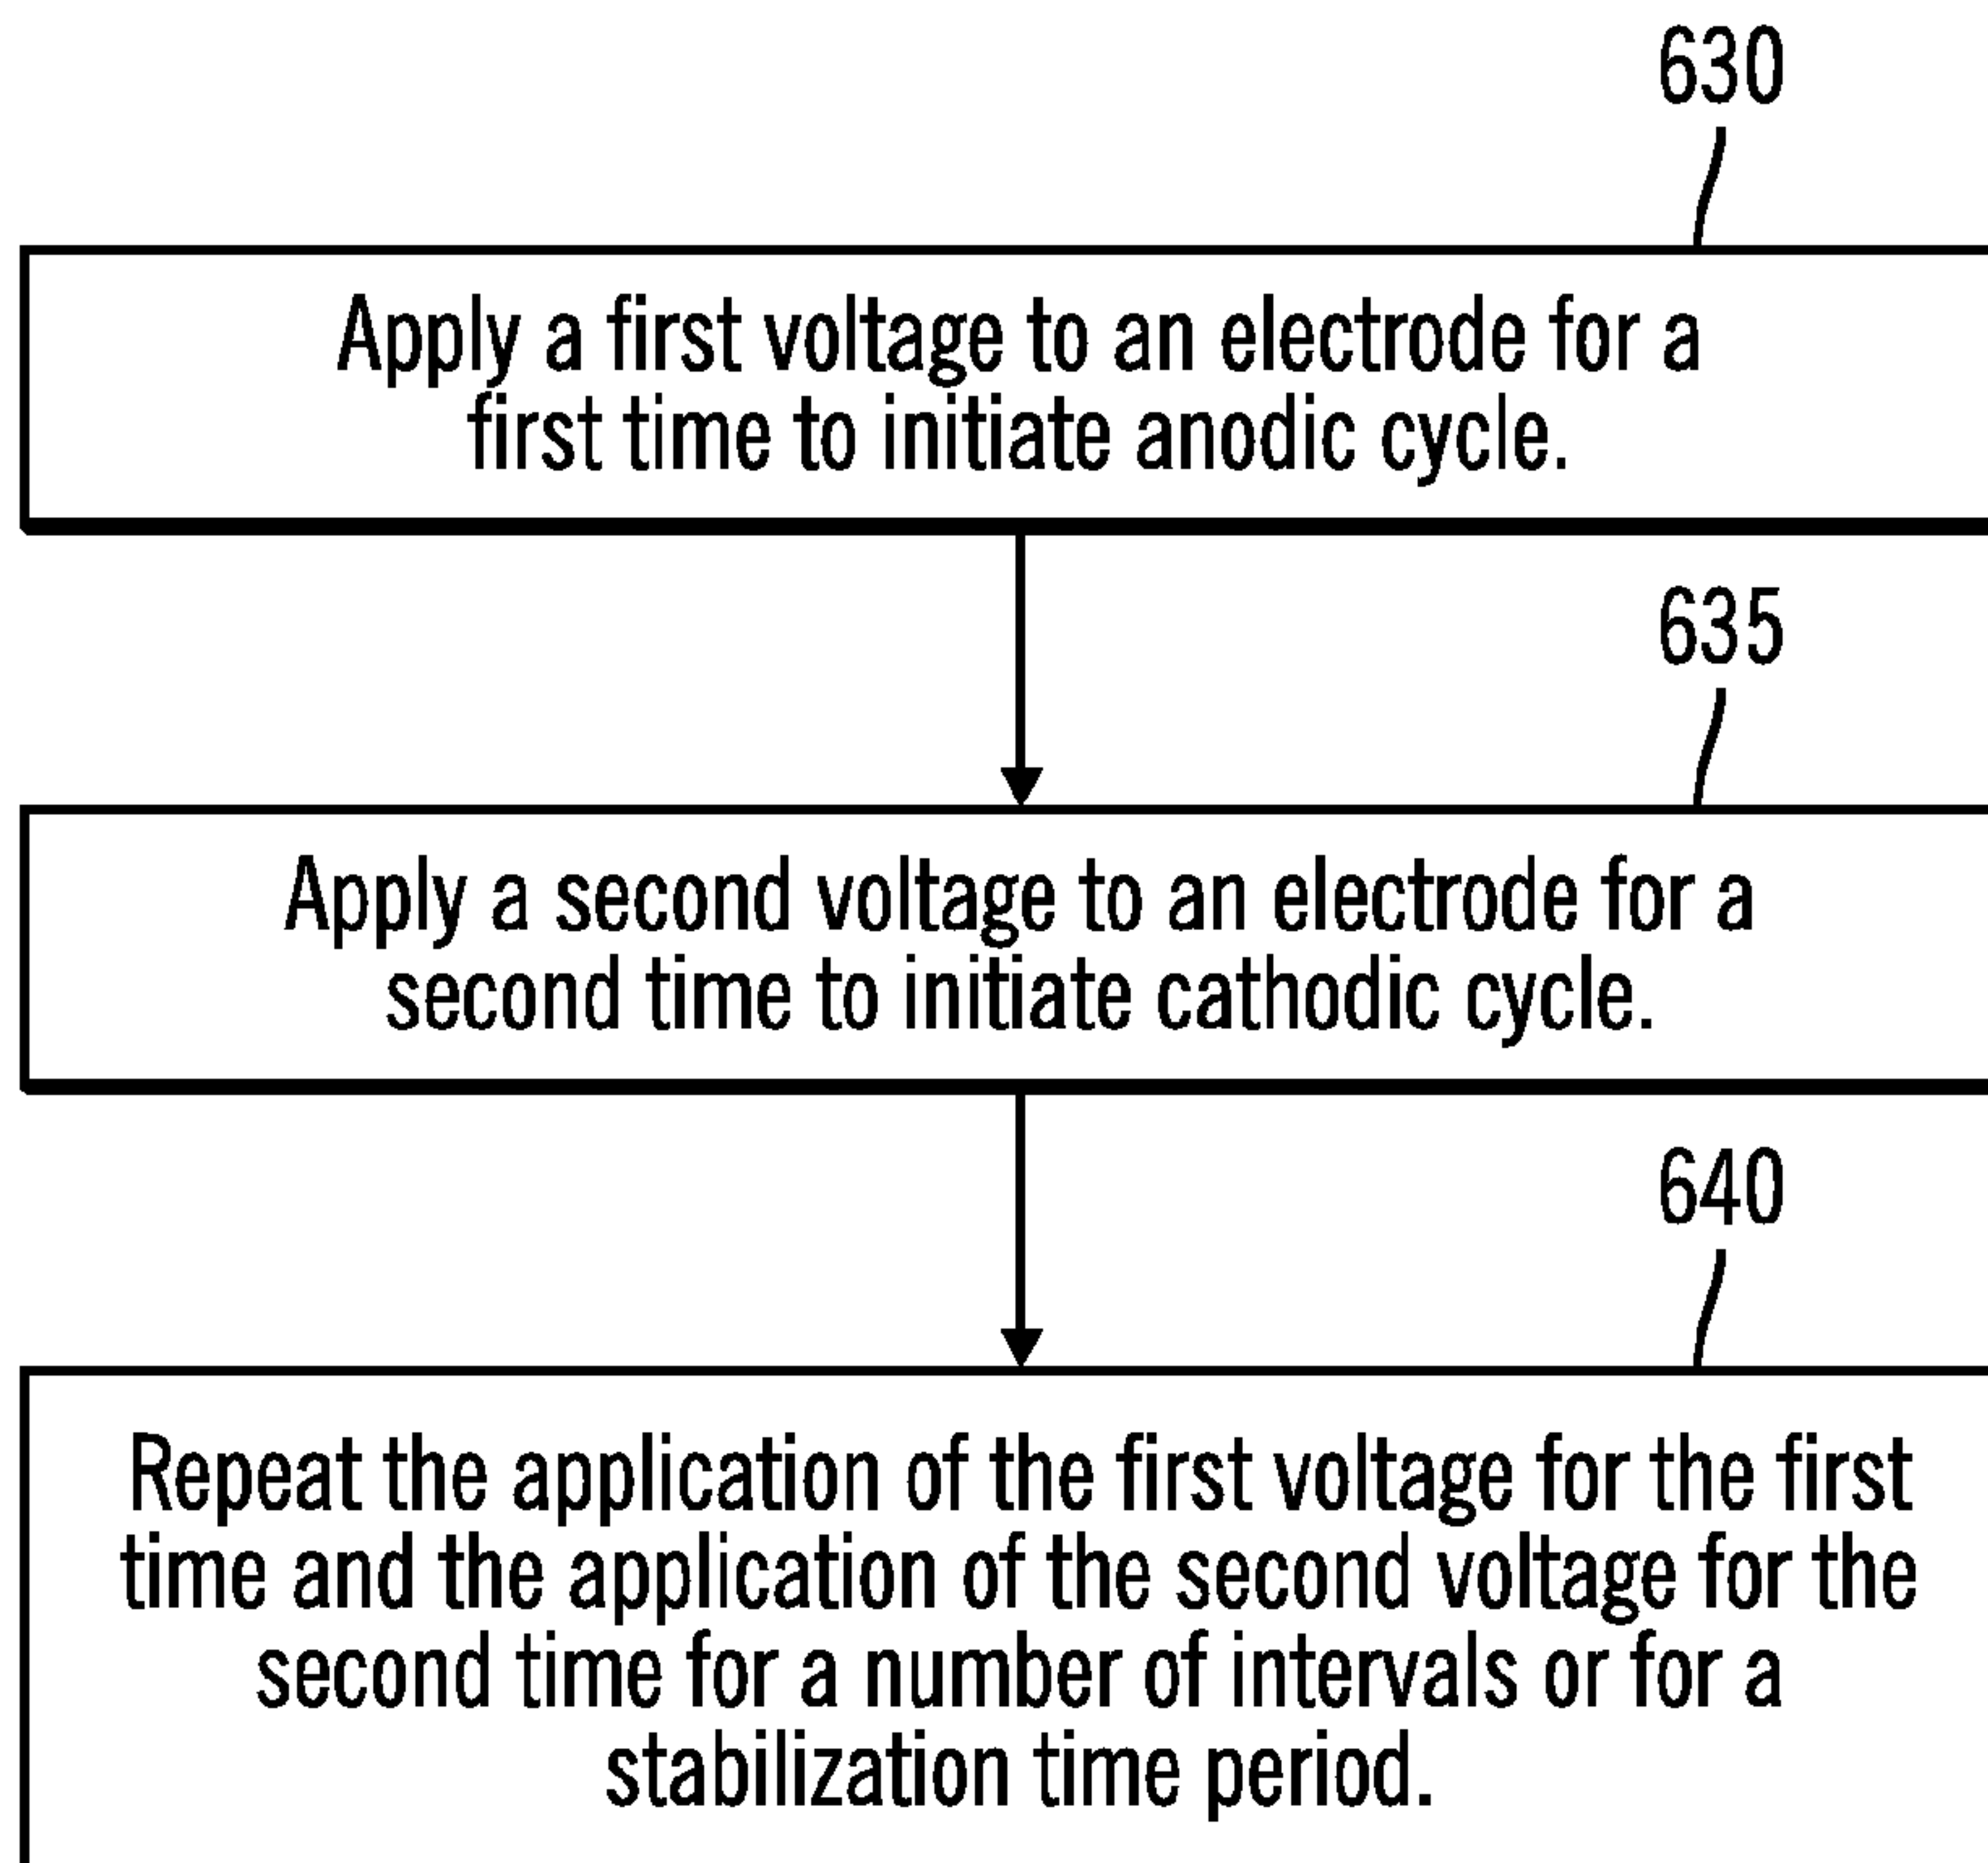 630
Apply a first voltage to an electrode for a
first time to initiate anodic cycle.
635
Apply a second voltage to an electrode for a
second time to initiate cathodic cycle.
640
Repeat the application of the first voltage for the first
time and the application of the second voltage for the
second time for a number of intervals or for a
stabilization time period.